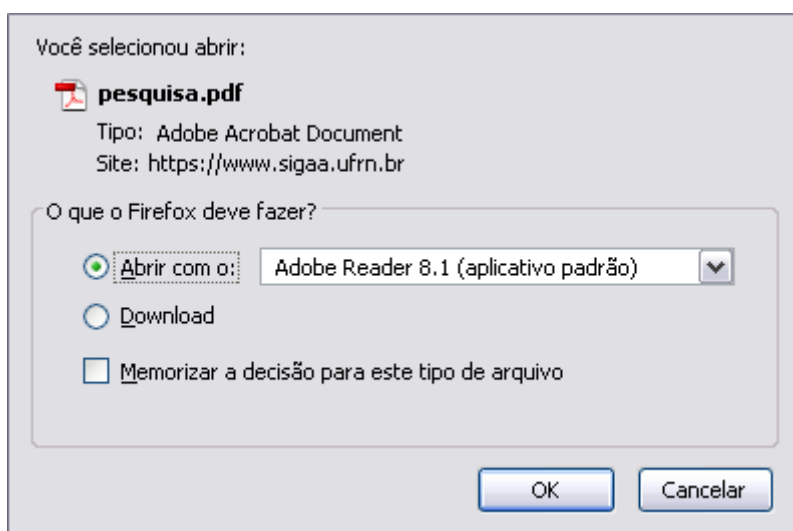 Você selecionou abrir:
pesquisa.pdf
Tipo: Adobe Acrobat Document
Site: https://www.sigaa.ufrn.br
O que o Firefox deve fazer?
Abrir com o: Adobe Reader 8.1 (aplicativo padrão)
Download
Memorizar a decisão para este tipo de arquivo
OK Cancelar